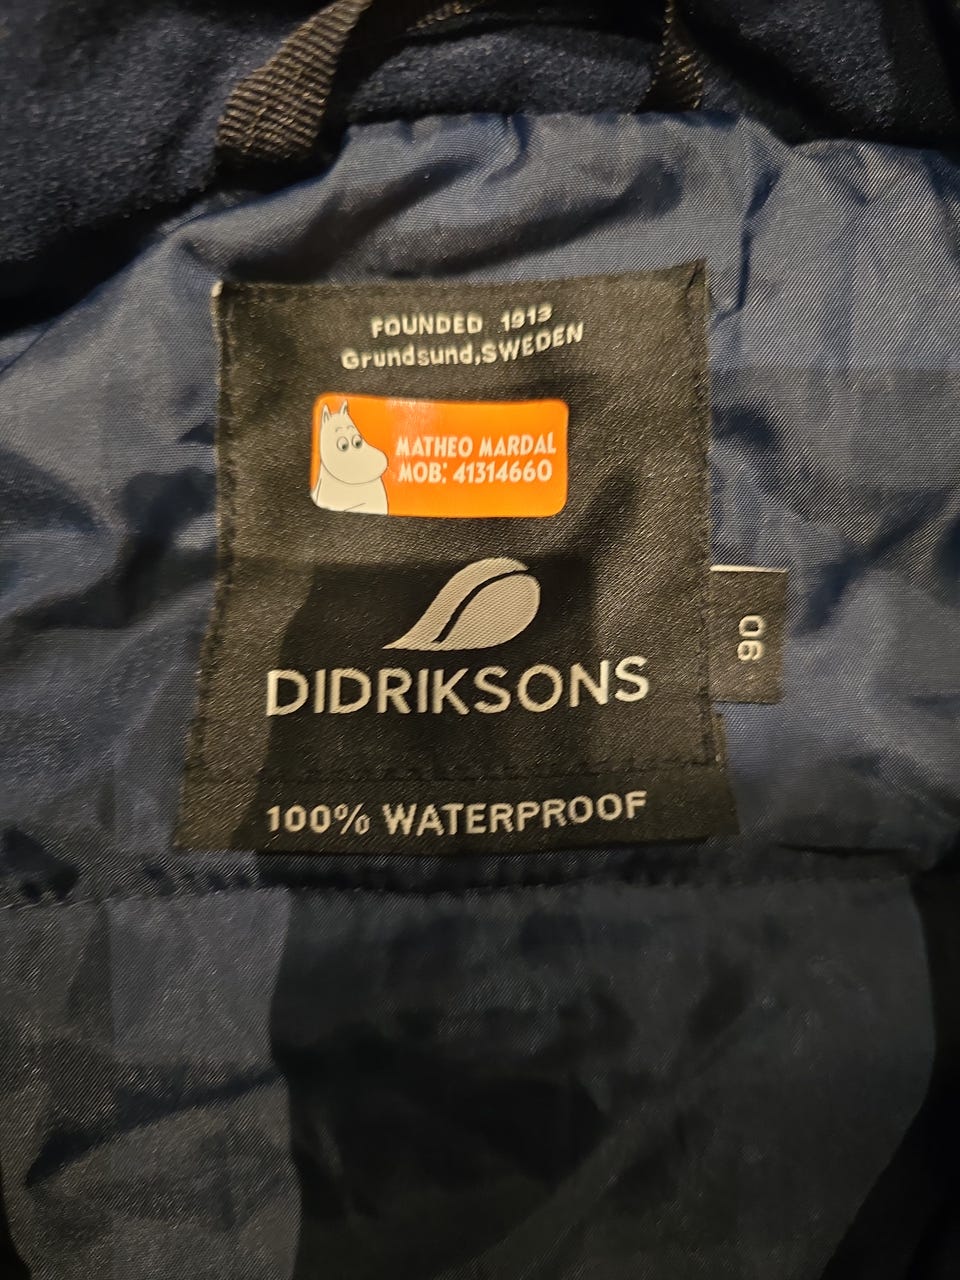 FOUNDED 1913
Grundsund,SWEDEN
MATHEO MARDAL
MOB: 41314660
90
DIDRIKSONS
100% WATERPROOF